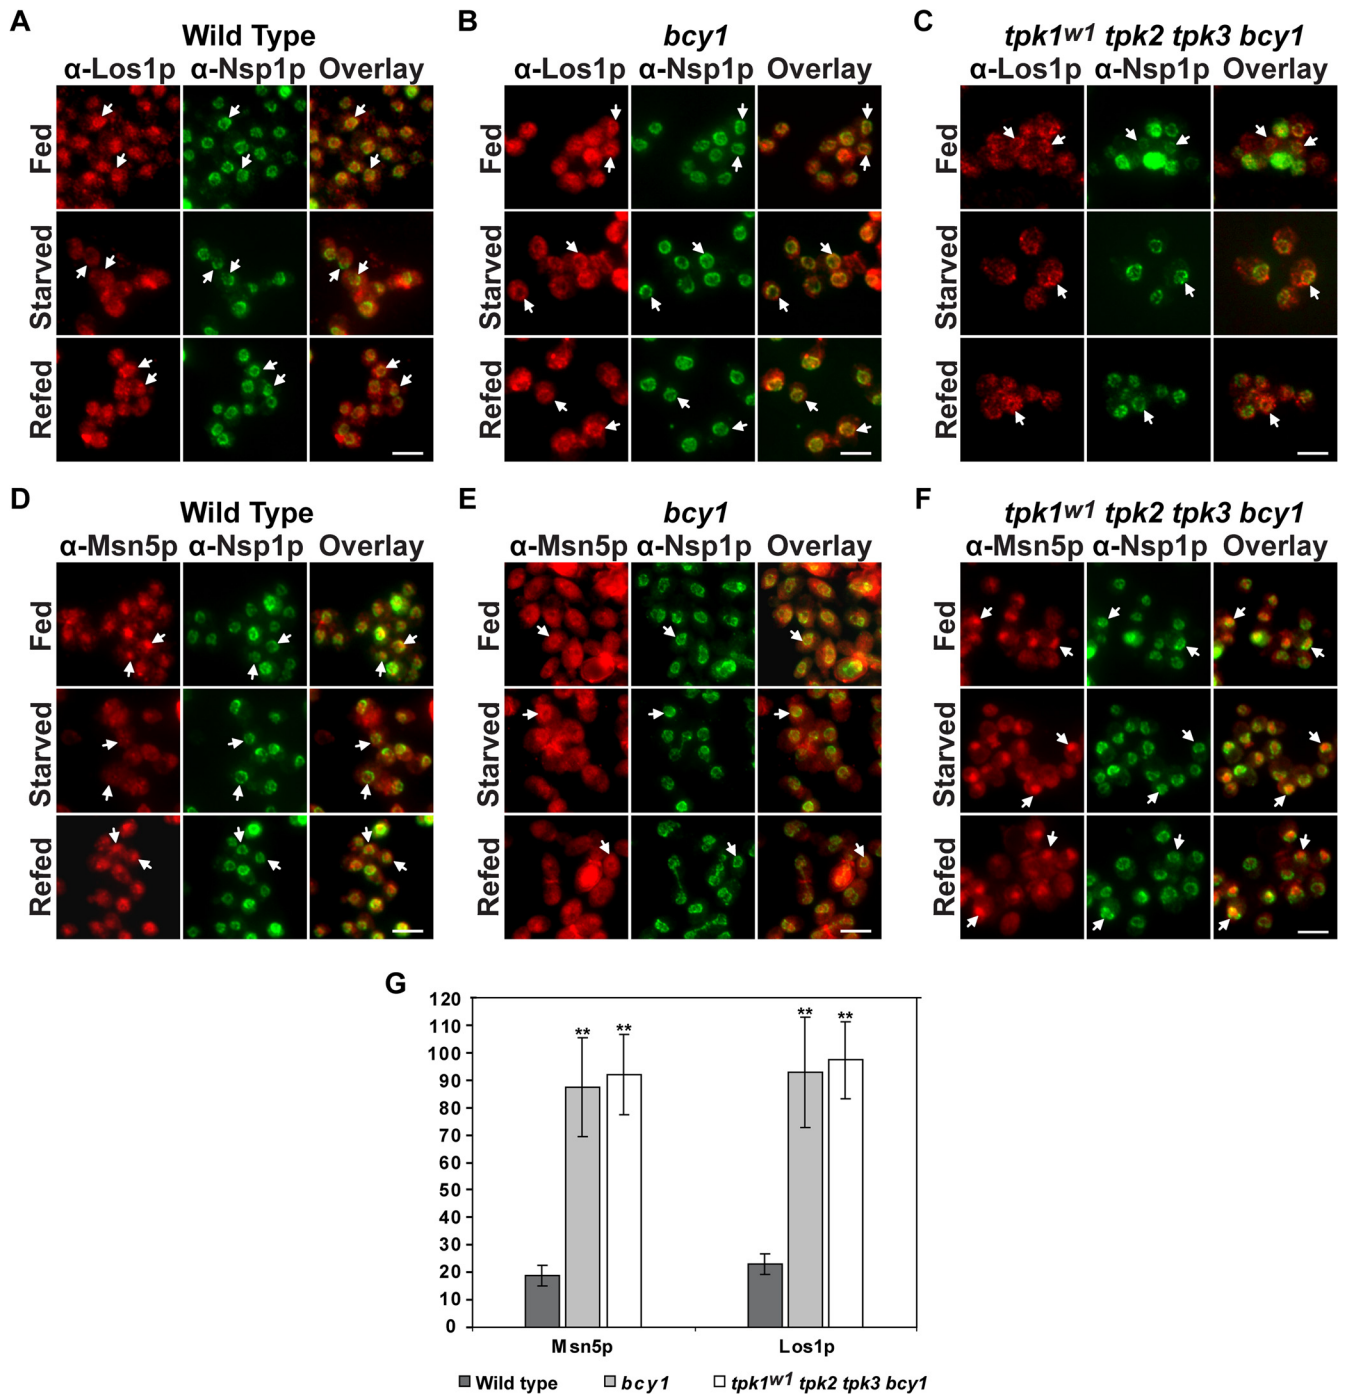 A
Wild Type
α-Los1p α-Nsp1p Overlay
Fed
Starved
Refed
B
bcy1
α-Los1p α-Nsp1p Overlay
Fed
Starved
Refed
C
tpk1w1 tpk2 tpk3 bcy1
α-Los1p α-Nsp1p Overlay
Fed
Starved
Refed
D
Wild Type
α-Msn5p α-Nsp1p Overlay
Fed
Starved
Refed
E
bcy1
α-Msn5p α-Nsp1p Overlay
Fed
Starved
Refed
F
tpk1w1 tpk2 tpk3 bcy1
α-Msn5p α-Nsp1p Overlay
Fed
Starved
Refed
G
120
110
100
90
80
70
60
50
40
30
20
10
0
** ** ** **
Msn5p Los1p
Wild type bcy1 tpk1w1 tpk2 tpk3 bcy1